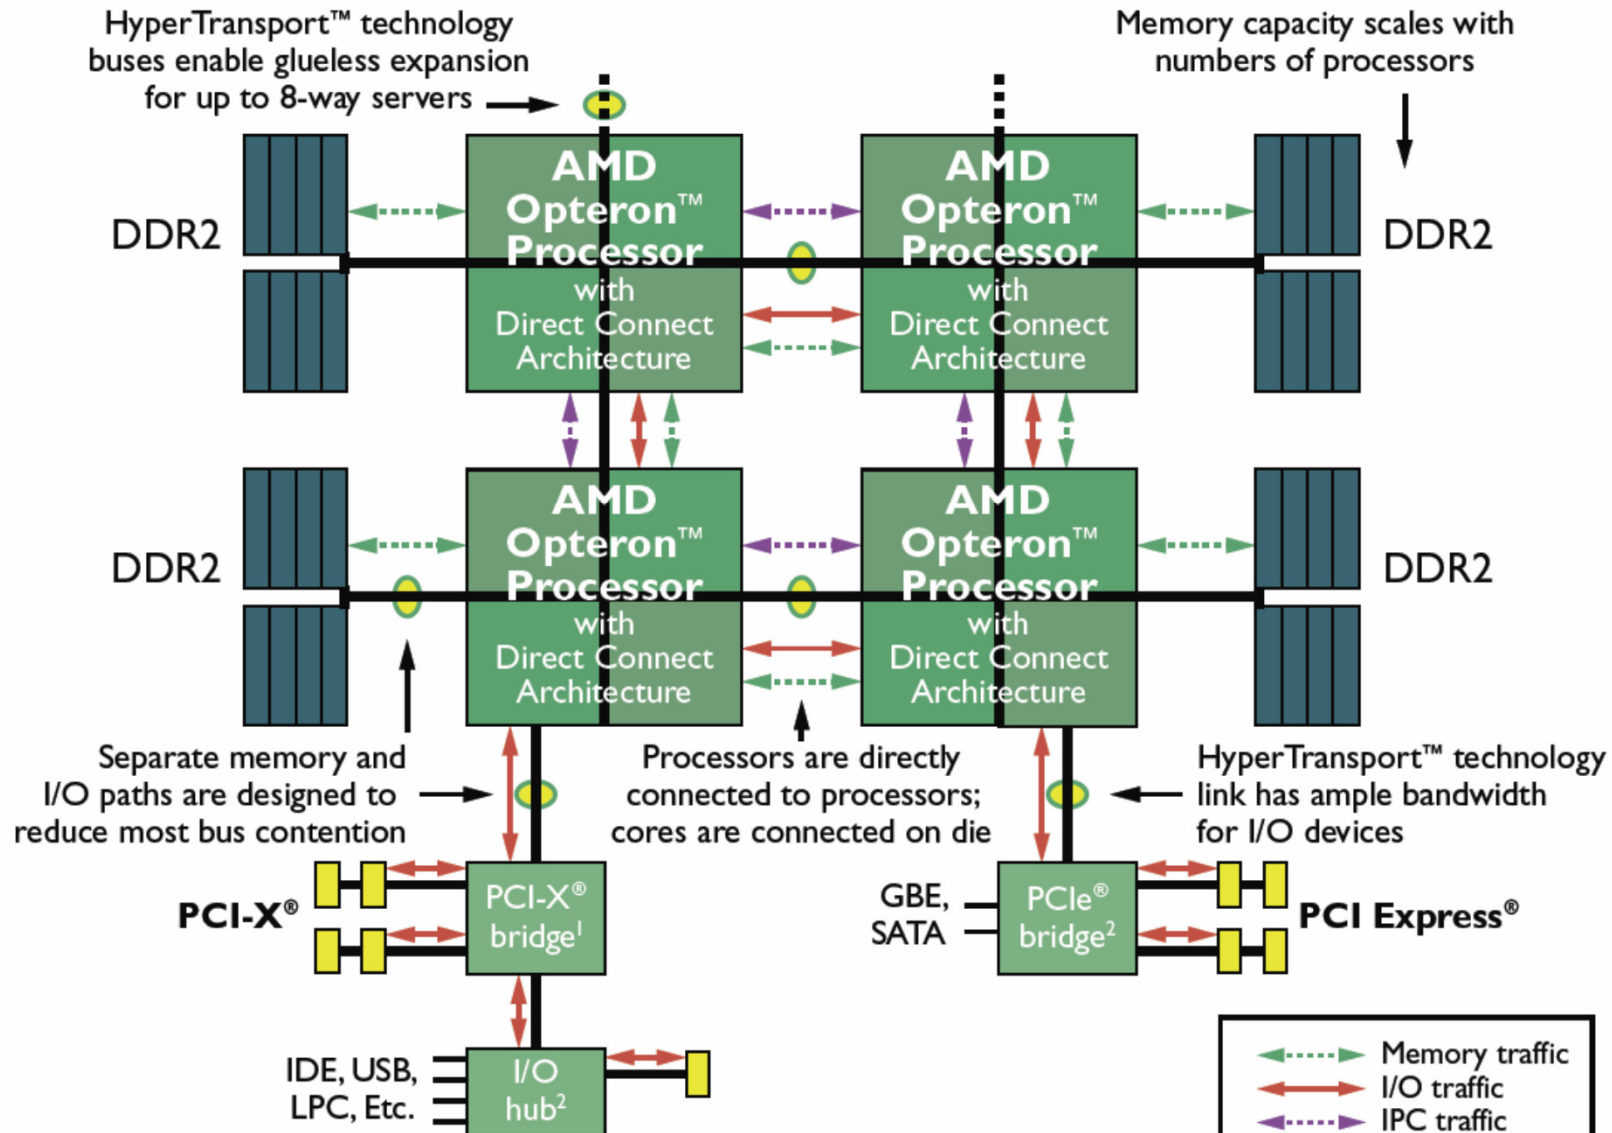 HyperTransport™ technology
buses enable glueless expansion
for up to 8-way servers
Memory capacity scales with
numbers of processors
DDR2
AMD
Opteron™
Processor
with
Direct Connect
Architecture
AMD
Opteron™
Processor
with
Direct Connect
Architecture
DDR2
DDR2
AMD
Opteron™
Processor
with
Direct Connect
Architecture
AMD
Opteron™
Processor
with
Direct Connect
Architecture
DDR2
Separate memory and
I/O paths are designed to
reduce most bus contention
Processors are directly
connected to processors;
cores are connected on die
HyperTransport™ technology
link has ample bandwidth
for I/O devices
PCI-X®
PCI-X®
bridge¹
GBE,
SATA
PCIe®
bridge²
PCI Express®
IDE, USB,
LPC, Etc.
I/O
hub²
Memory traffic
I/O traffic
IPC traffic